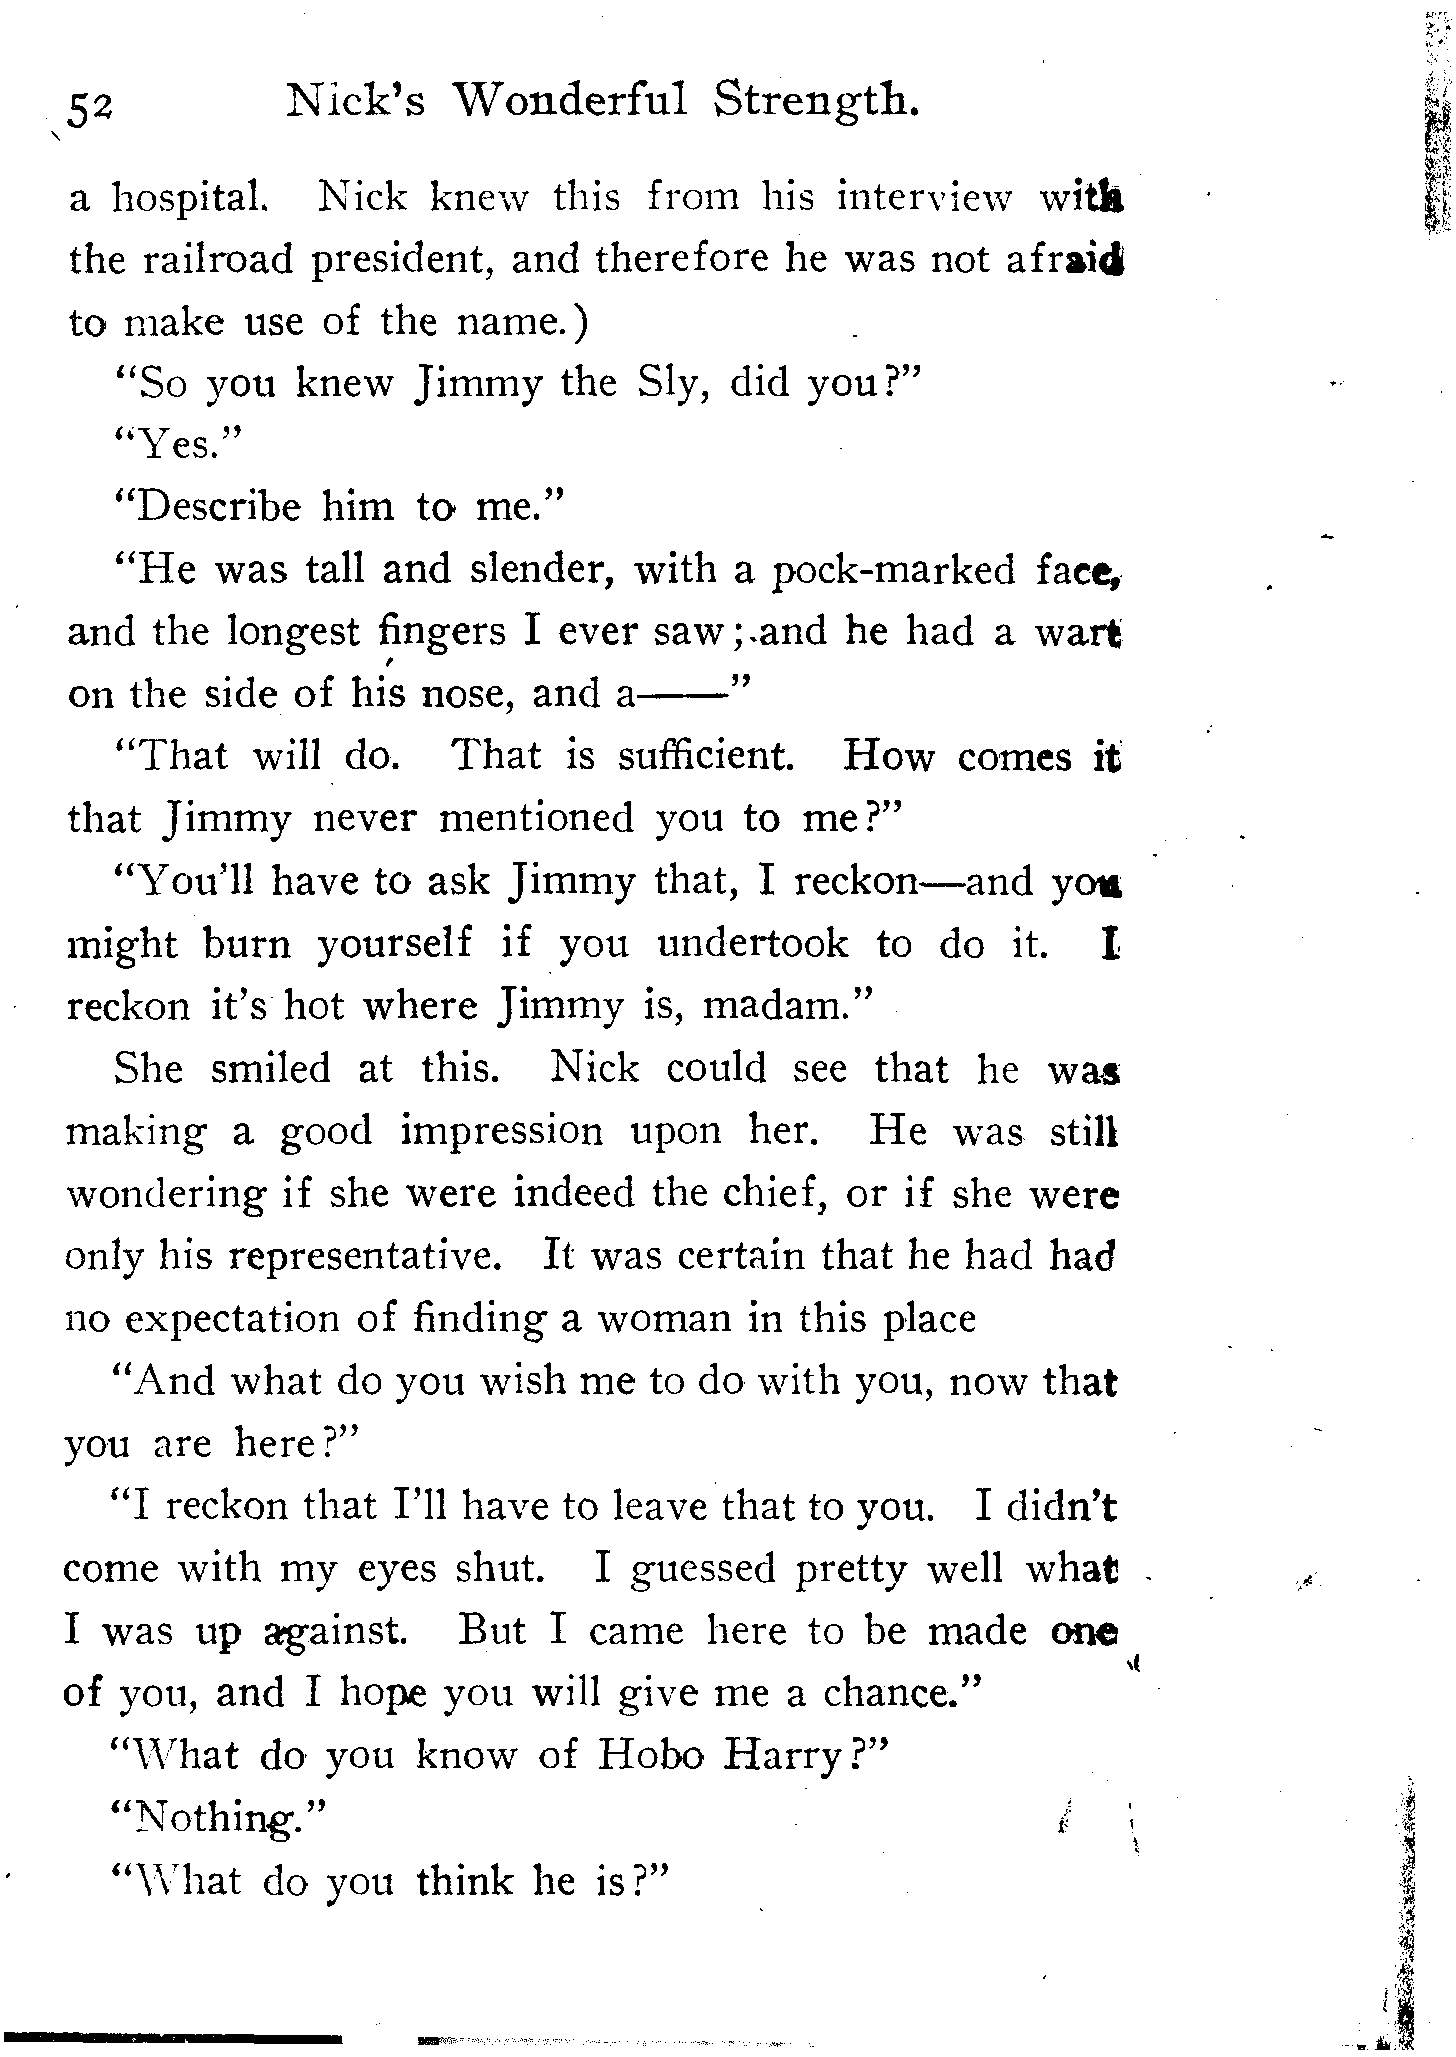 52 Nick's Wonderful Strength.
a hospital. Nick knew this from his interview with
the railroad president, and therefore he was not afraid
to make use of the name.)
"So you knew Jimmy the Sly, did you?"
"Yes."
"Describe him to me."
"He was tall and slender, with a pock-marked face,
and the longest fingers I ever saw; and he had a wart
on the side of his nose, and a——"
"That will do. That is sufficient. How comes it
that Jimmy never mentioned you to me?"
"You'll have to ask Jimmy that, I reckon—and you
might burn yourself if you undertook to do it. I
reckon it's hot where Jimmy is, madam."
She smiled at this. Nick could see that he was
making a good impression upon her. He was still
wondering if she were indeed the chief, or if she were
only his representative. It was certain that he had had
no expectation of finding a woman in this place
"And what do you wish me to do with you, now that
you are here?"
"I reckon that I'll have to leave that to you. I didn't
come with my eyes shut. I guessed pretty well what
I was up against. But I came here to be made one
of you, and I hope you will give me a chance."
"What do you know of Hobo Harry?"
"Nothing."
"What do you think he is?"